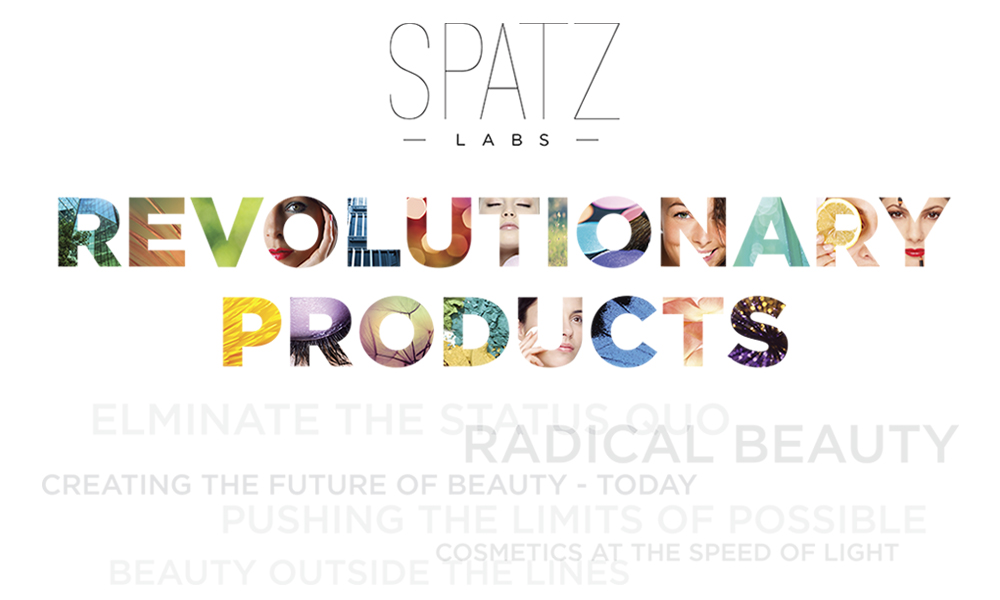 SPATZ
LABS
REVOLUTIONARY
PRODUCTS
ELMINATE THE STATUS QUO
RADICAL BEAUTY
CREATING THE FUTURE OF BEAUTY - TODAY
PUSHING THE LIMITS OF POSSIBLE
COSMETICS AT THE SPEED OF LIGHT
BEAUTY OUTSIDE THE LINES